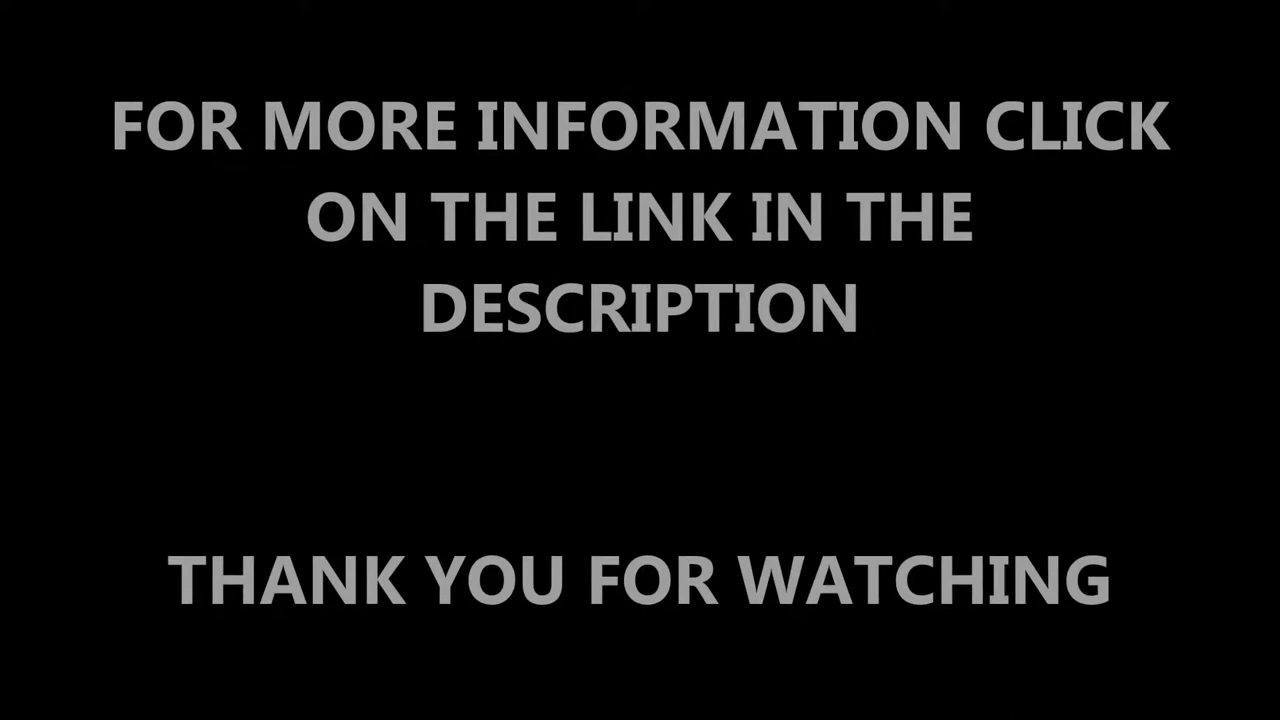 FOR MORE INFORMATION CLICK
ON THE LINK IN THE
DESCRIPTION
THANK YOU FOR WATCHING